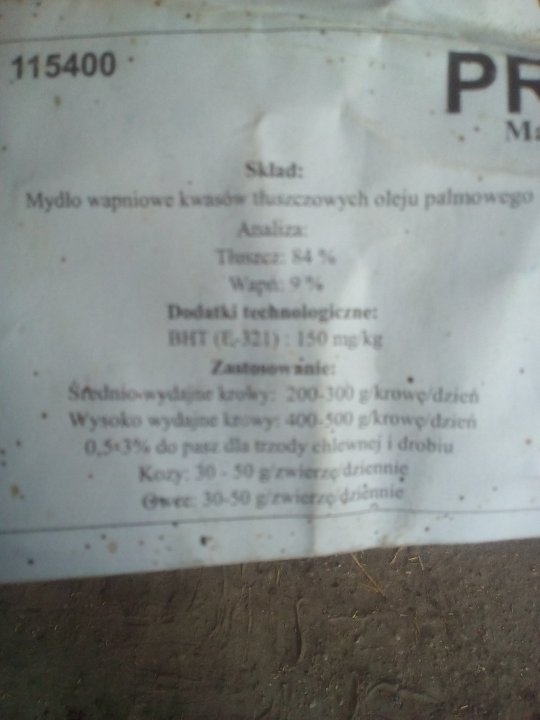 115400
PR
Ma
Skład:
Mydło wapniowe kwasów tłuszczowych oleju palmowego
Analiza:
Tłuszcz: 84 %
Wapń: 9 %
Dodatki technologiczne:
BHT (E-321) : 150 mg/kg
Zastosowanie:
Średnio-wydajne krowy: 200-300 g/krowę/dzień
Wysoko wydajne krowy: 400-500 g/krowę/dzień
0,5-3% do pasz dla trzody chlewnej i drobiu
Kozy: 30 - 50 g/zwierzę/dziennie
Owce: 30-50 g/zwierzę/dziennie